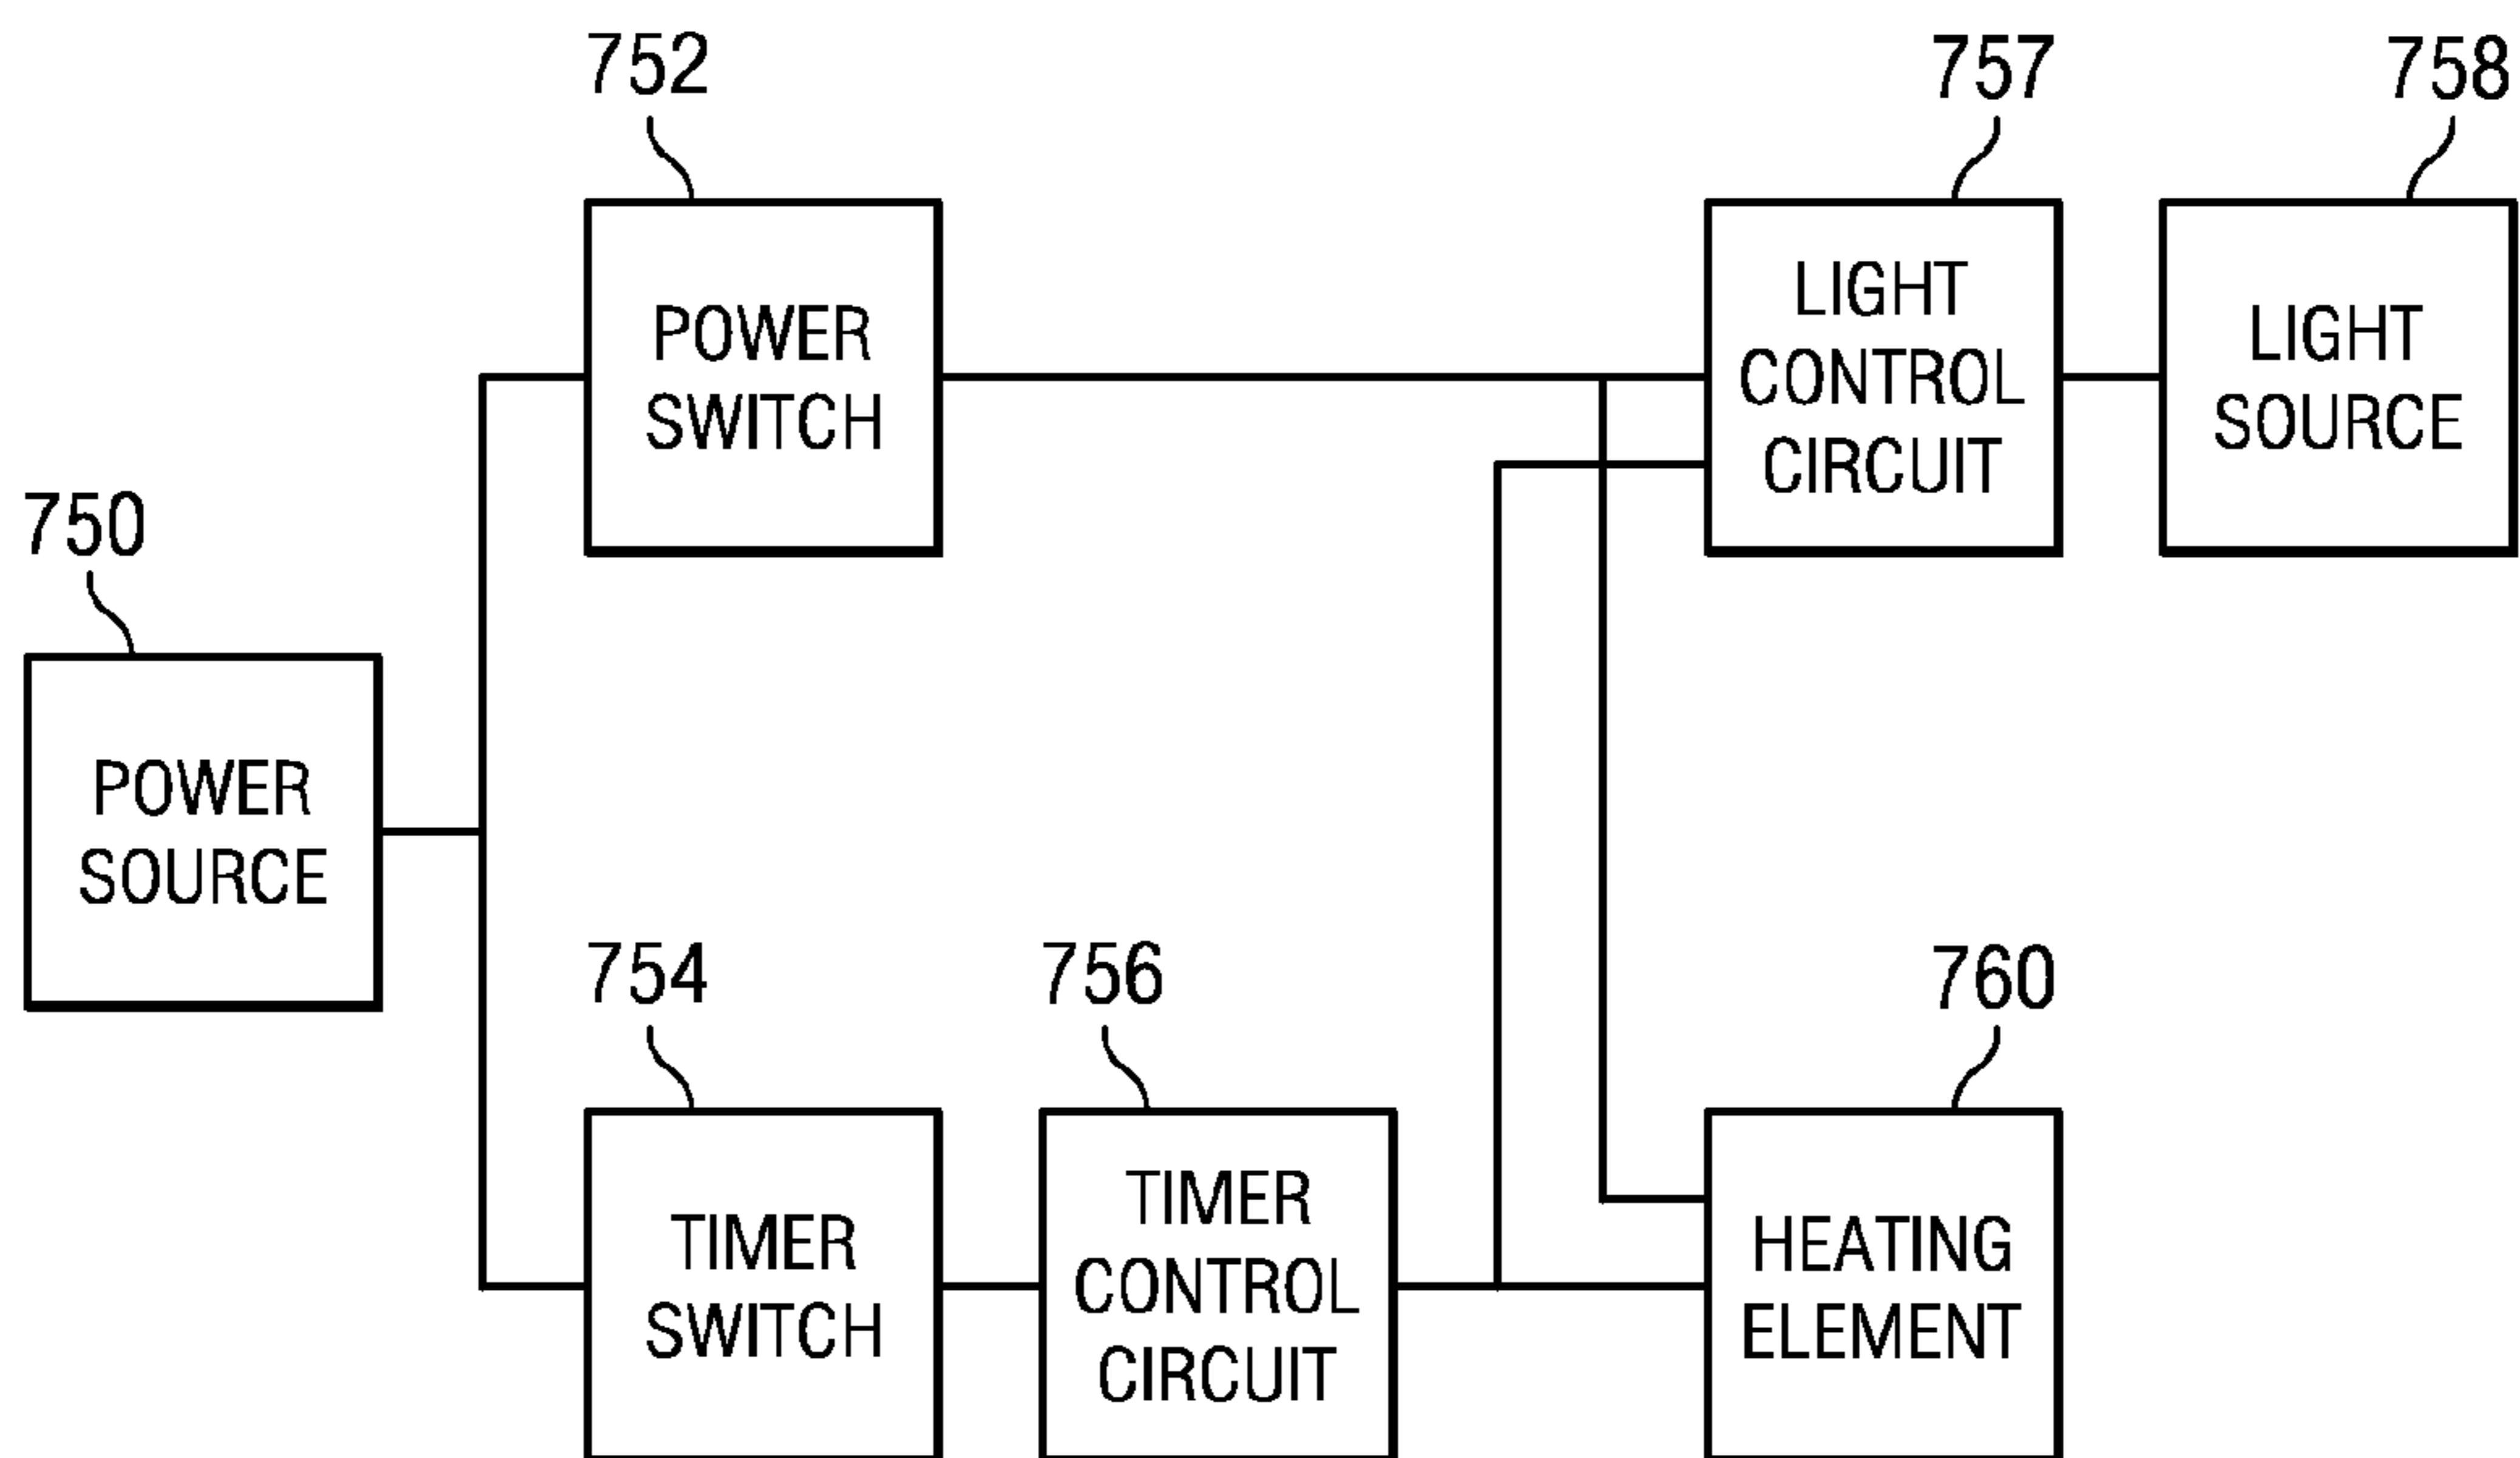 752
757
758
POWER
SWITCH
LIGHT
CONTROL
CIRCUIT
LIGHT
SOURCE
750
POWER
SOURCE
754
756
760
TIMER
SWITCH
TIMER
CONTROL
CIRCUIT
HEATING
ELEMENT